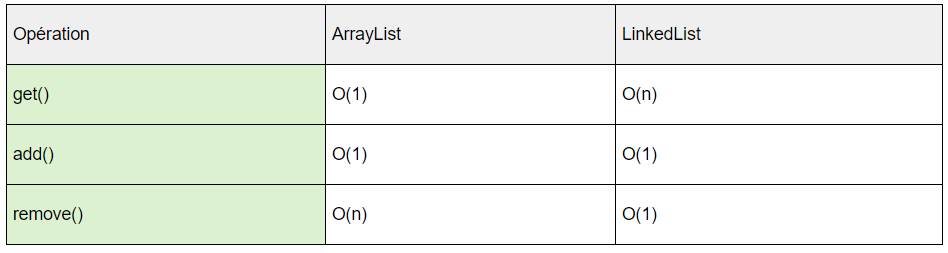 Opération ArrayList LinkedList
get() O(1) O(n)
add() O(1) O(1)
remove() O(n) O(1)